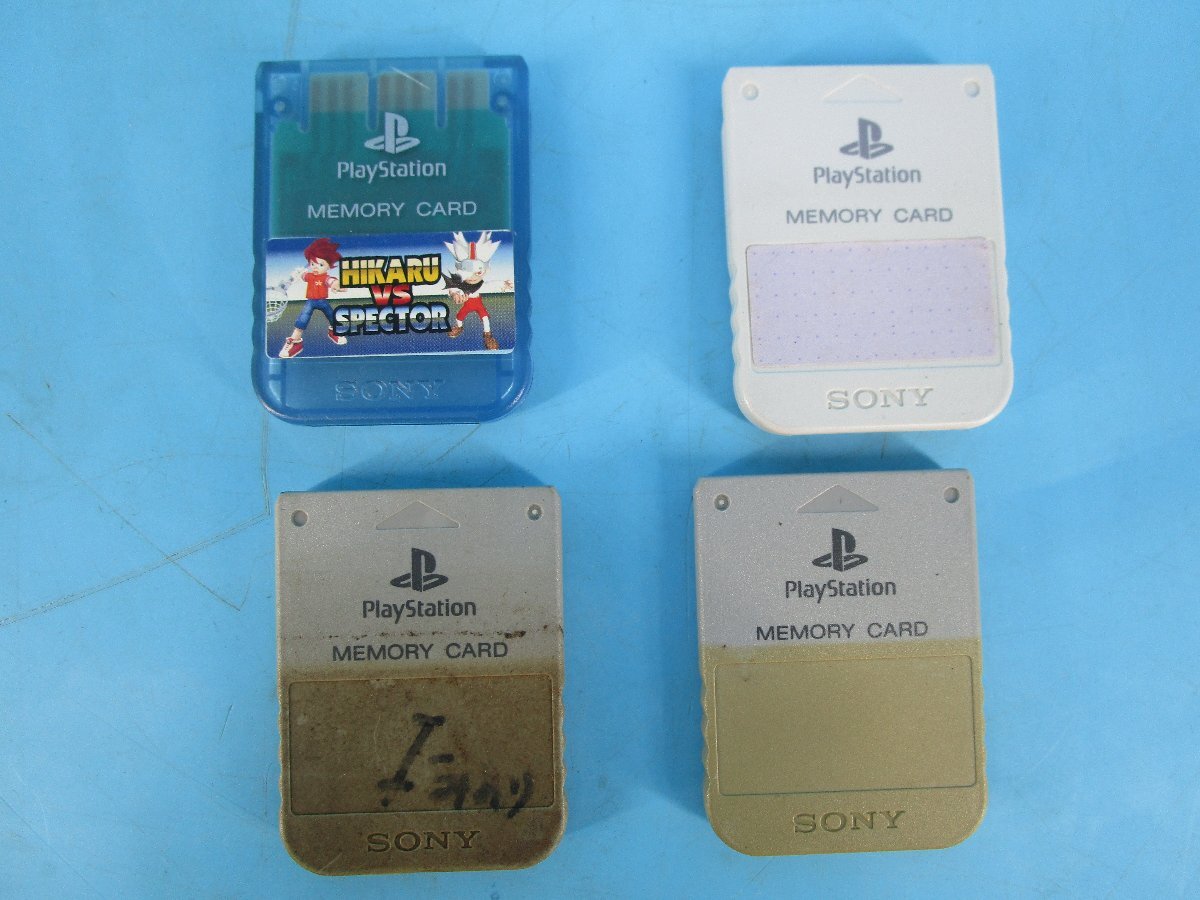 PlayStation
MEMORY CARD
HIKARU
VS
SPECTOR
SONY
PlayStation
MEMORY CARD
SONY
PlayStation
MEMORY CARD
SONY
PlayStation
MEMORY CARD
SONY